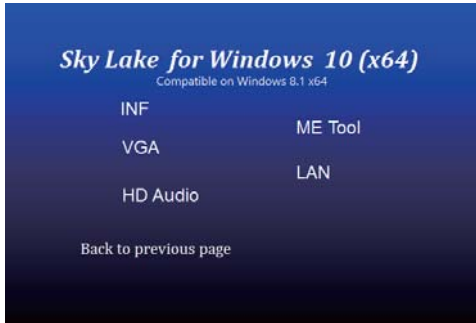 Sky Lake for Windows 10 (x64)
Compatible on Windows 8.1 x64
INF
VGA
HD Audio
ME Tool
LAN
Back to previous page